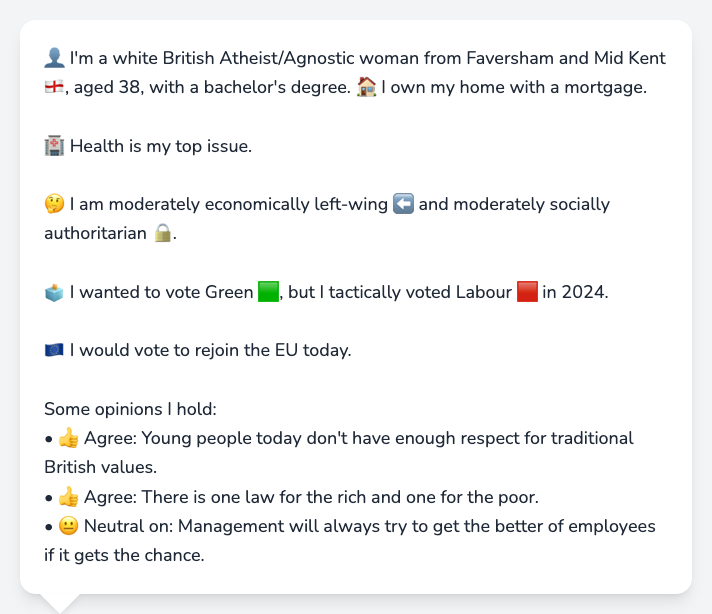 👤 I'm a white British Atheist/Agnostic woman from Faversham and Mid Kent
🏴󠁧󠁢󠁥󠁮󠁧󠁿, aged 38, with a bachelor's degree. 🏠 I own my home with a mortgage.
🏥 Health is my top issue.
🤔 I am moderately economically left-wing ⬅️ and moderately socially
authoritarian 🔒.
🗳️ I wanted to vote Green 🟩, but I tactically voted Labour 🟥 in 2024.
🇪🇺 I would vote to rejoin the EU today.
Some opinions I hold:
• 👍 Agree: Young people today don't have enough respect for traditional
British values.
• 👍 Agree: There is one law for the rich and one for the poor.
• 😐 Neutral on: Management will always try to get the better of employees
if it gets the chance.